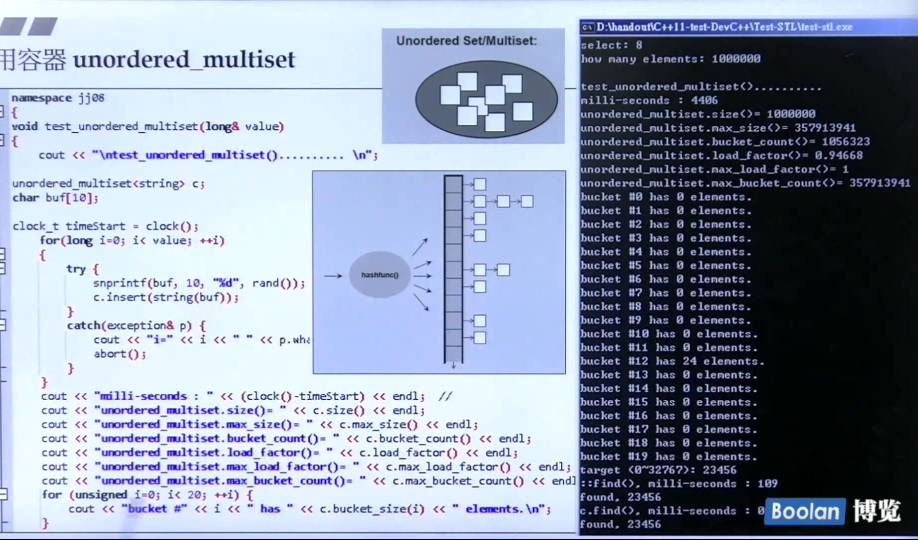 用容器 unordered_multiset
namespace jj08
{
void test_unordered_multiset(long& value)
{
cout << "\ntest_unordered_multiset().......... \n";
unordered_multiset<string> c;
char buf[10];
clock_t timeStart = clock();
for(long i=0; i< value; ++i)
{
try {
snprintf(buf, 10, "%d", rand());
c.insert(string(buf));
}
catch(exception& p) {
cout << "i=" << i << " " << p.wha
abort();
}
}
cout << "milli-seconds : " << (clock()-timeStart) << endl; //
cout << "unordered_multiset.size()= " << c.size() << endl;
cout << "unordered_multiset.max_size()= " << c.max_size() << endl;
cout << "unordered_multiset.bucket_count()= " << c.bucket_count() << endl;
cout << "unordered_multiset.load_factor()= " << c.load_factor() << endl;
cout << "unordered_multiset.max_load_factor()= " << c.max_load_factor() << endl;
cout << "unordered_multiset.max_bucket_count()= " << c.max_bucket_count() << endl
for (unsigned i=0; i< 20; ++i) {
cout << "bucket #" << i << " has " << c.bucket_size(i) << " elements.\n";
}
Unordered Set/Multiset:
hashfunc()
D:\handout\C++11-test-DevC++\Test-STL\test-stl.exe
select: 8
how many elements: 1000000
test_unordered_multiset()..........
milli-seconds : 4406
unordered_multiset.size()= 1000000
unordered_multiset.max_size()= 357913941
unordered_multiset.bucket_count()= 1056323
unordered_multiset.load_factor()= 0.94668
unordered_multiset.max_load_factor()= 1
unordered_multiset.max_bucket_count()= 357913941
bucket #0 has 0 elements.
bucket #1 has 0 elements.
bucket #2 has 0 elements.
bucket #3 has 0 elements.
bucket #4 has 0 elements.
bucket #5 has 0 elements.
bucket #6 has 0 elements.
bucket #7 has 0 elements.
bucket #8 has 0 elements.
bucket #9 has 0 elements.
bucket #10 has 0 elements.
bucket #11 has 0 elements.
bucket #12 has 24 elements.
bucket #13 has 0 elements.
bucket #14 has 0 elements.
bucket #15 has 0 elements.
bucket #16 has 0 elements.
bucket #17 has 0 elements.
bucket #18 has 0 elements.
bucket #19 has 0 elements.
target (0~32767): 23456
::find(), milli-seconds : 109
found, 23456
c.find(), milli-seconds : 0
found, 23456
Boolan 博览